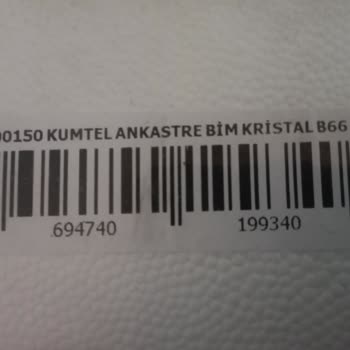 00150 KUMTEL ANKASTRE BİM KRİSTAL B66
694740 199340